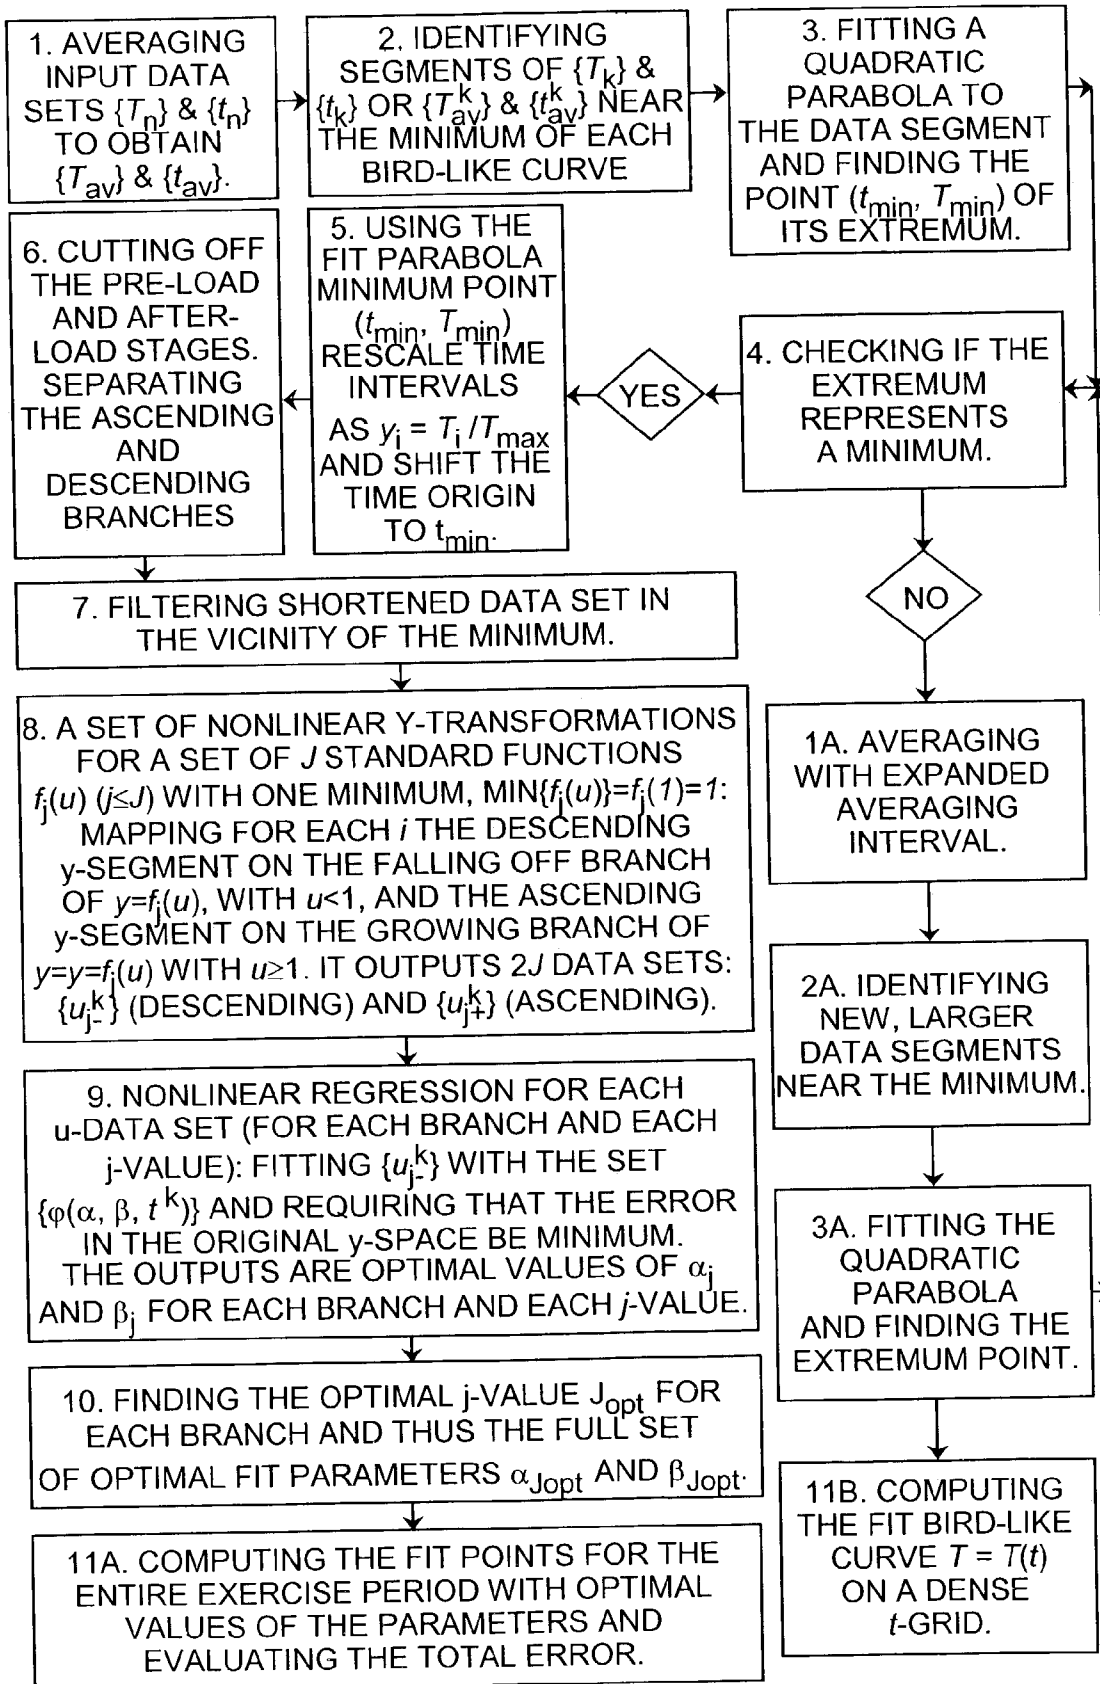 1. AVERAGING
INPUT DATA
SETS {Tn} & {tn}
TO OBTAIN
{Tav} & {tav}.
2. IDENTIFYING
SEGMENTS OF {Tk} &
{tk} OR {T^k_av} & {t^k_av} NEAR
THE MINIMUM OF EACH
BIRD-LIKE CURVE
3. FITTING A
QUADRATIC
PARABOLA TO
THE DATA SEGMENT
AND FINDING THE
POINT (tmin, Tmin) OF
ITS EXTREMUM.
4. CHECKING IF THE
EXTREMUM
REPRESENTS
A MINIMUM.
YES
5. USING THE
FIT PARABOLA
MINIMUM POINT
(tmin, Tmin)
RESCALE TIME
INTERVALS
AS yi = Ti /Tmax
AND SHIFT THE
TIME ORIGIN
TO tmin.
6. CUTTING OFF
THE PRE-LOAD
AND AFTER-
LOAD STAGES.
SEPARATING
THE ASCENDING
AND
DESCENDING
BRANCHES
7. FILTERING SHORTENED DATA SET IN
THE VICINITY OF THE MINIMUM.
8. A SET OF NONLINEAR Y-TRANSFORMATIONS
FOR A SET OF J STANDARD FUNCTIONS
fj(u) (j≤J) WITH ONE MINIMUM, MIN{fj(u)}=fj(1)=1:
MAPPING FOR EACH i THE DESCENDING
y-SEGMENT ON THE FALLING OFF BRANCH
OF y=fj(u), WITH u<1, AND THE ASCENDING
y-SEGMENT ON THE GROWING BRANCH OF
y=y=fj(u) WITH u≥1. IT OUTPUTS 2J DATA SETS:
{u^k_j-} (DESCENDING) AND {u^k_j+} (ASCENDING).
9. NONLINEAR REGRESSION FOR EACH
u-DATA SET (FOR EACH BRANCH AND EACH
j-VALUE): FITTING {u^k_j-} WITH THE SET
{φ(α, β, t^k)} AND REQUIRING THAT THE ERROR
IN THE ORIGINAL y-SPACE BE MINIMUM.
THE OUTPUTS ARE OPTIMAL VALUES OF αj
AND βj FOR EACH BRANCH AND EACH j-VALUE.
10. FINDING THE OPTIMAL j-VALUE Jopt FOR
EACH BRANCH AND THUS THE FULL SET
OF OPTIMAL FIT PARAMETERS αJopt AND βJopt.
11A. COMPUTING THE FIT POINTS FOR THE
ENTIRE EXERCISE PERIOD WITH OPTIMAL
VALUES OF THE PARAMETERS AND
EVALUATING THE TOTAL ERROR.
NO
1A. AVERAGING
WITH EXPANDED
AVERAGING
INTERVAL.
2A. IDENTIFYING
NEW, LARGER
DATA SEGMENTS
NEAR THE MINIMUM.
3A. FITTING THE
QUADRATIC
PARABOLA
AND FINDING THE
EXTREMUM POINT.
11B. COMPUTING
THE FIT BIRD-LIKE
CURVE T = T(t)
ON A DENSE
t-GRID.